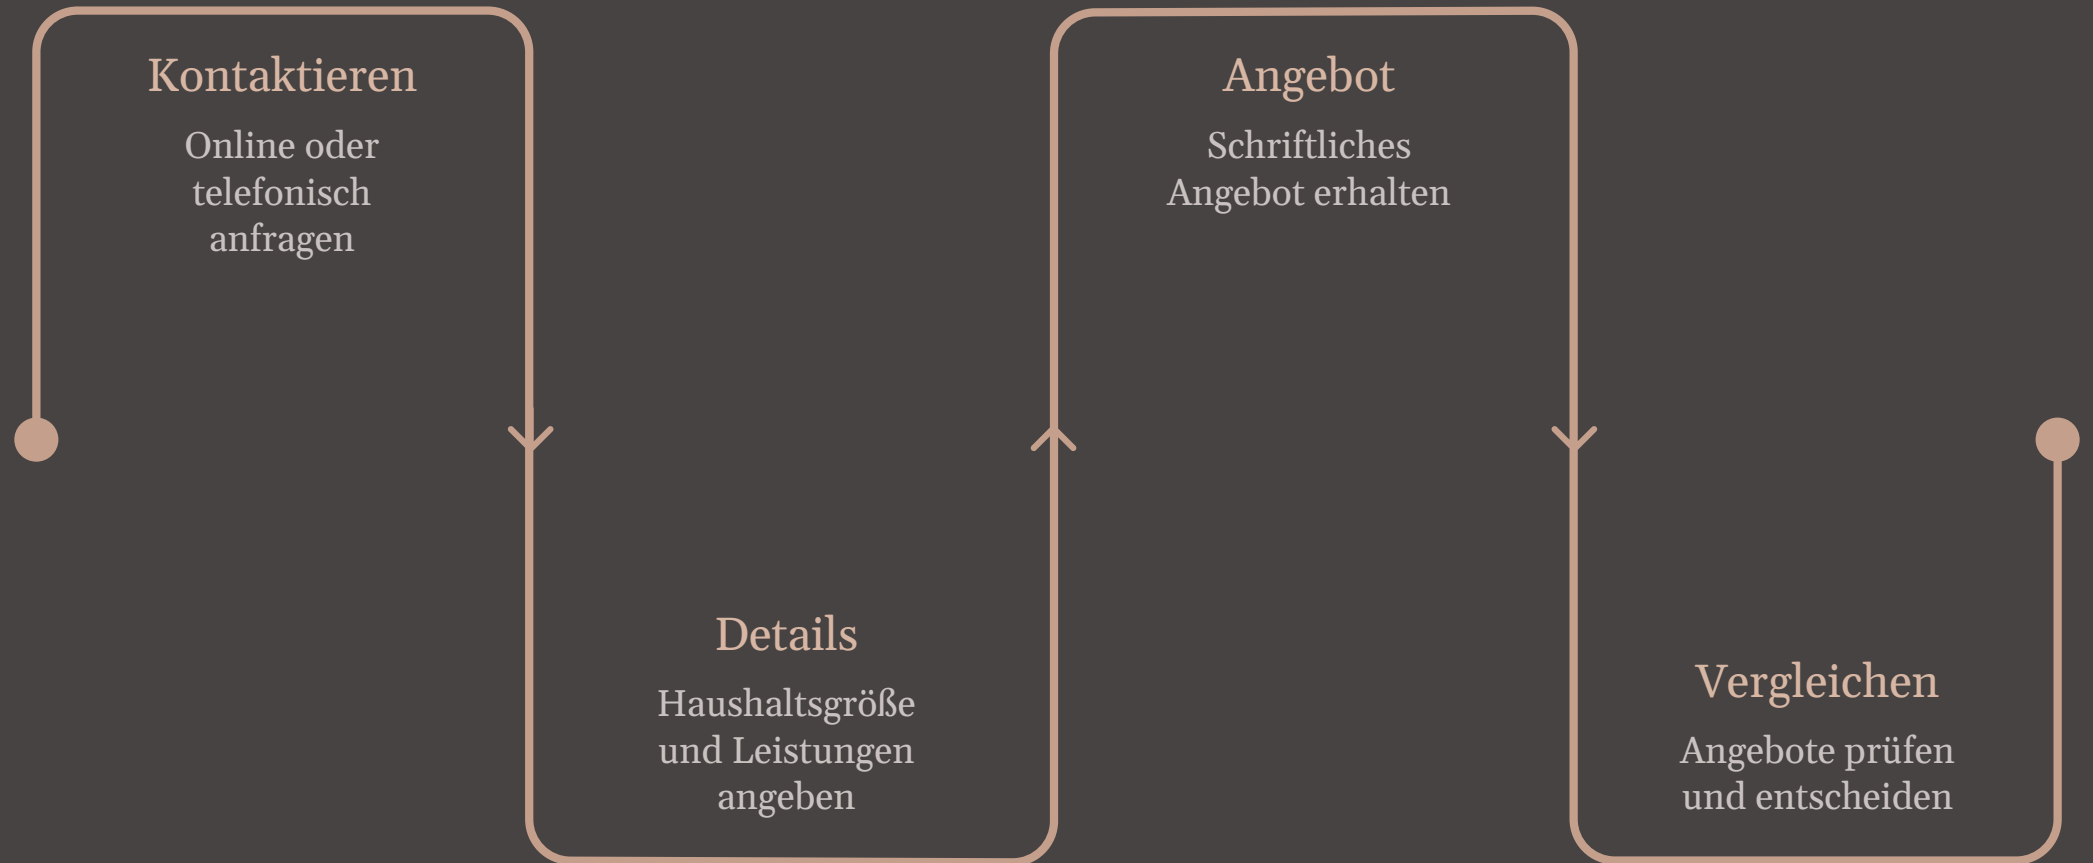 Kontaktieren
Online oder
telefonisch
anfragen
Details
Haushaltsgröße
und Leistungen
angeben
Angebot
Schriftliches
Angebot erhalten
Vergleichen
Angebote prüfen
und entscheiden